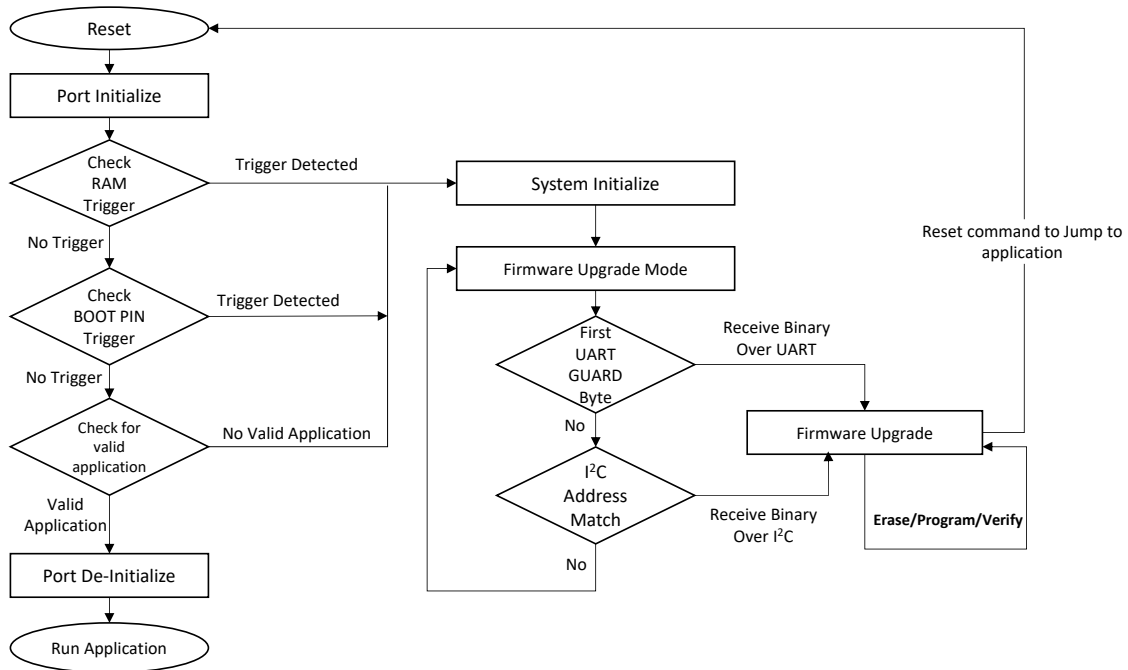 Reset
Port Initialize
Check
RAM
Trigger
Trigger Detected
System Initialize
Reset command to Jump to
application
No Trigger
Firmware Upgrade Mode
Check
BOOT PIN
Trigger
Trigger Detected
First
UART
GUARD
Byte
Receive Binary
Over UART
No Trigger
Check for
valid
application
No Valid Application
No
Firmware Upgrade
I²C
Address
Match
Receive Binary
Over I²C
Erase/Program/Verify
Valid
Application
No
Port De-Initialize
Run Application